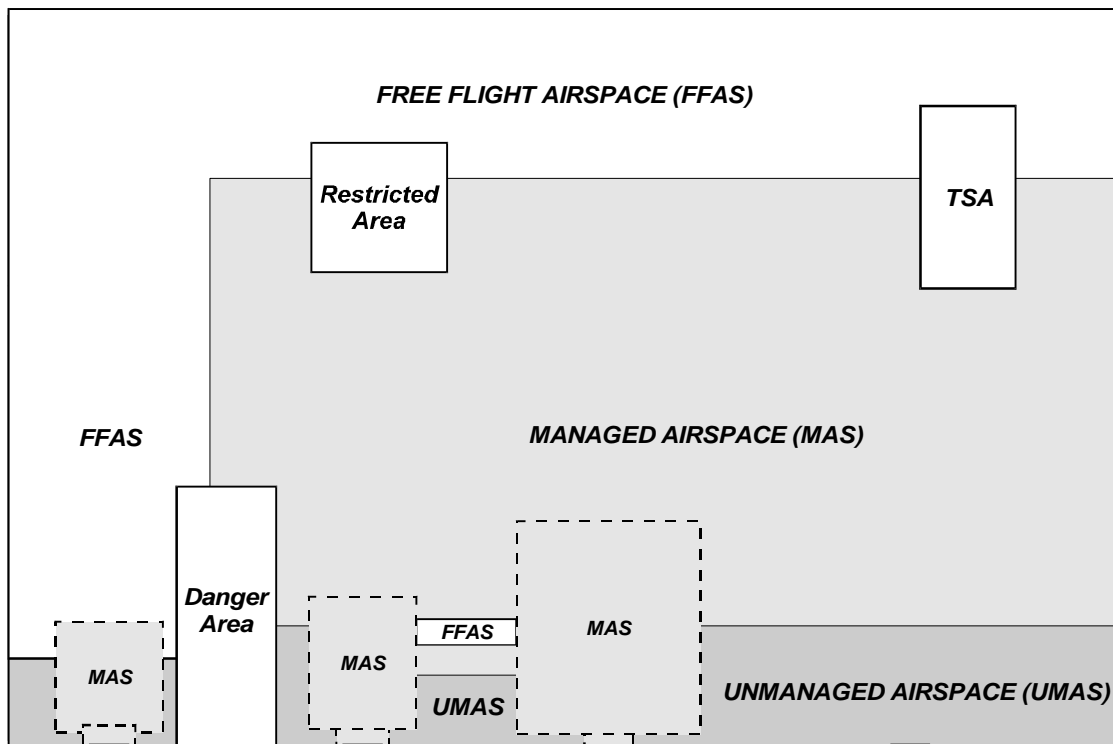 FREE FLIGHT AIRSPACE (FFAS)
Restricted
Area
TSA
FFAS
MANAGED AIRSPACE (MAS)
Danger
Area
FFAS
MAS
MAS
MAS
UMAS
UNMANAGED AIRSPACE (UMAS)